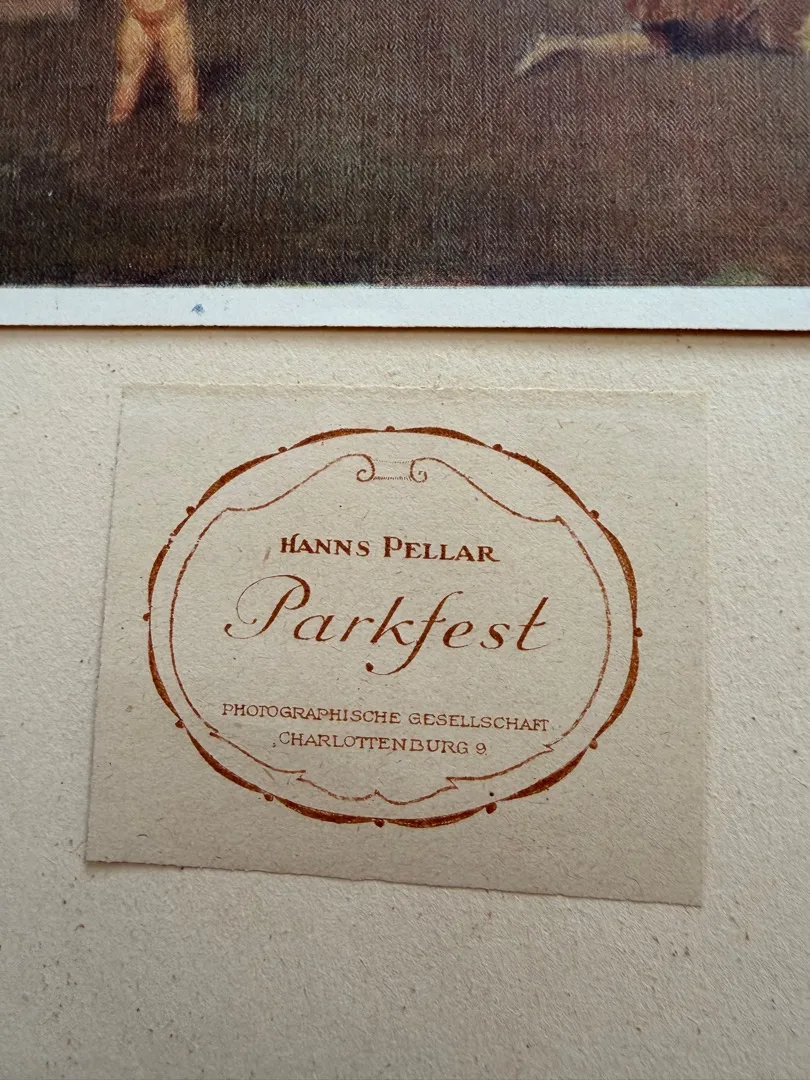 HANNS PELLAR
Parkfest
PHOTOGRAPHISCHE GESELLSCHAFT
CHARLOTTENBURG 9.